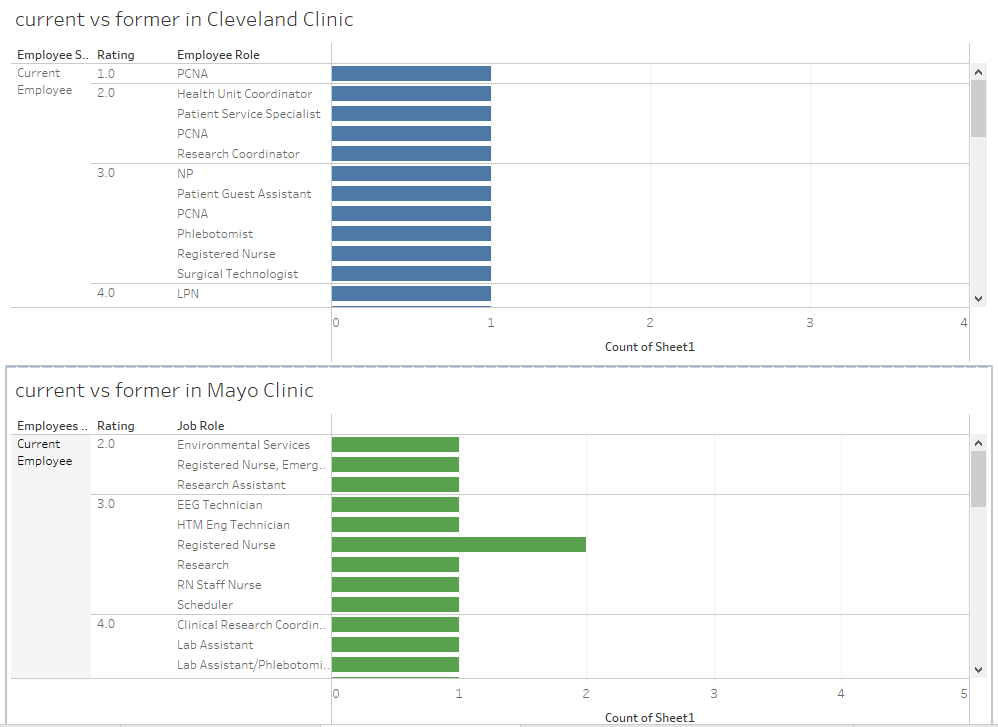 current vs former in Cleveland Clinic
Employee S.. Rating Employee Role
Current Employee 1.0 PCNA
2.0 Health Unit Coordinator
Patient Service Specialist
PCNA
Research Coordinator
3.0 NP
Patient Guest Assistant
PCNA
Phlebotomist
Registered Nurse
Surgical Technologist
4.0 LPN
0 1 2 3 4
Count of Sheet1
current vs former in Mayo Clinic
Employees .. Rating Job Role
Current Employee 2.0 Environmental Services
Registered Nurse, Emerg..
Research Assistant
3.0 EEG Technician
HTM Eng Technician
Registered Nurse
Research
RN Staff Nurse
Scheduler
4.0 Clinical Research Coordin..
Lab Assistant
Lab Assistant/Phlebotomi..
0 1 2 3 4 5
Count of Sheet1